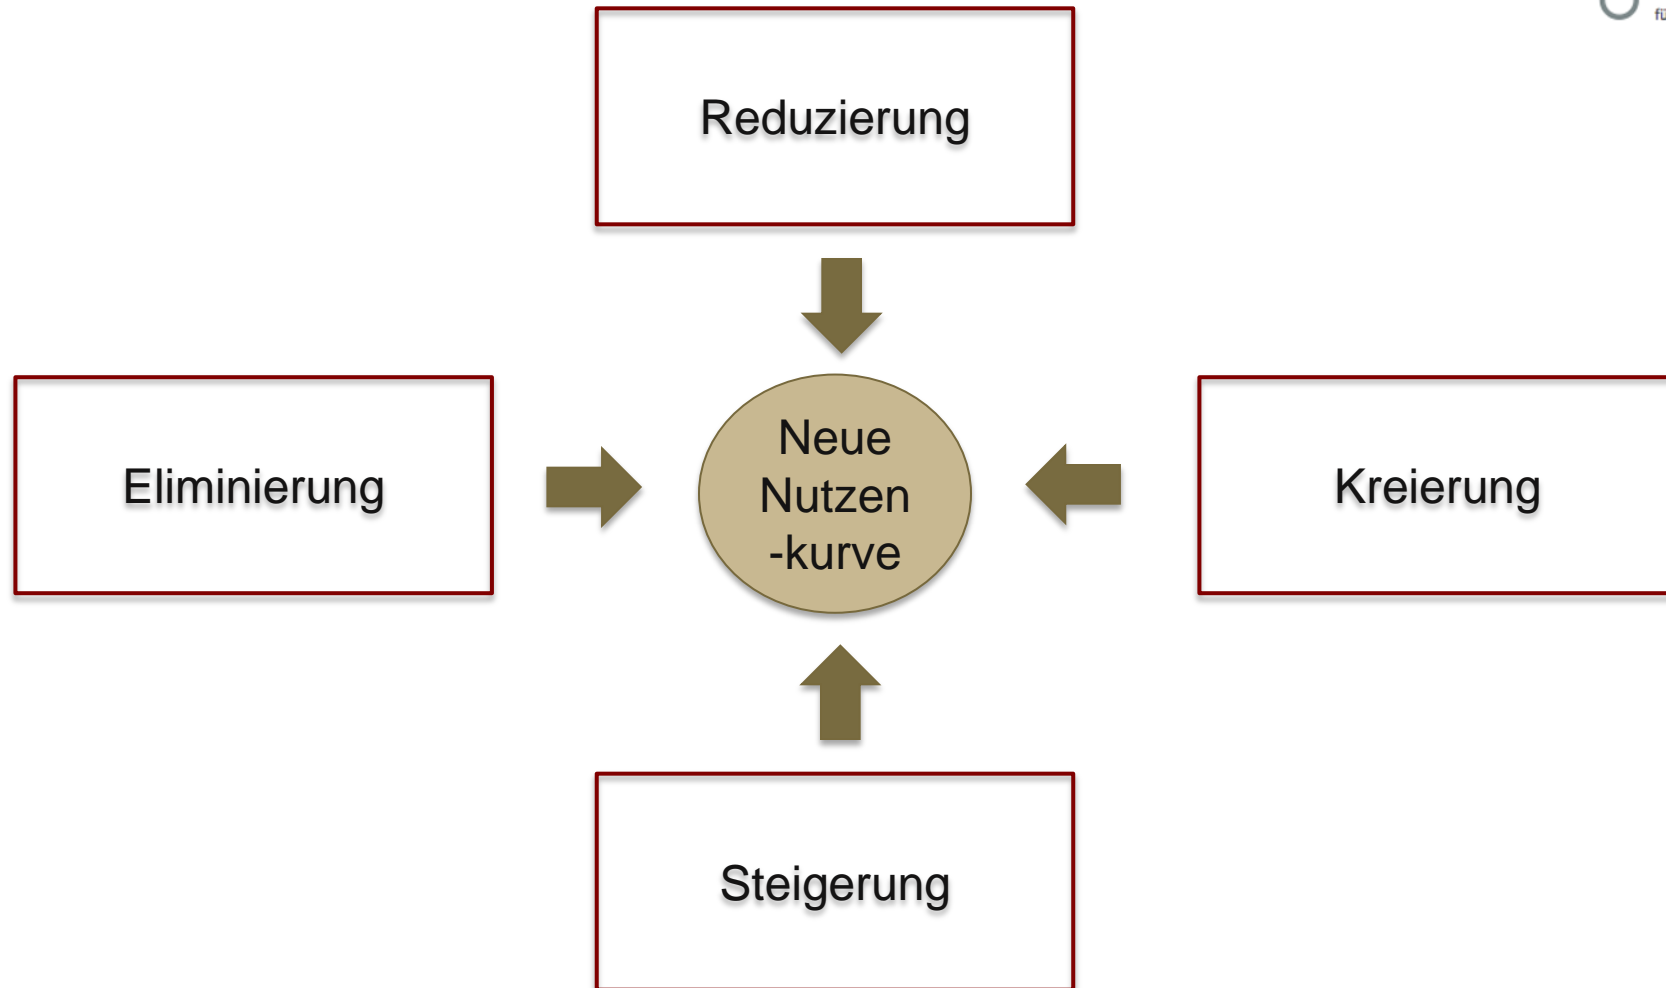 Reduzierung
Eliminierung
Neue
Nutzen
-kurve
Kreierung
Steigerung